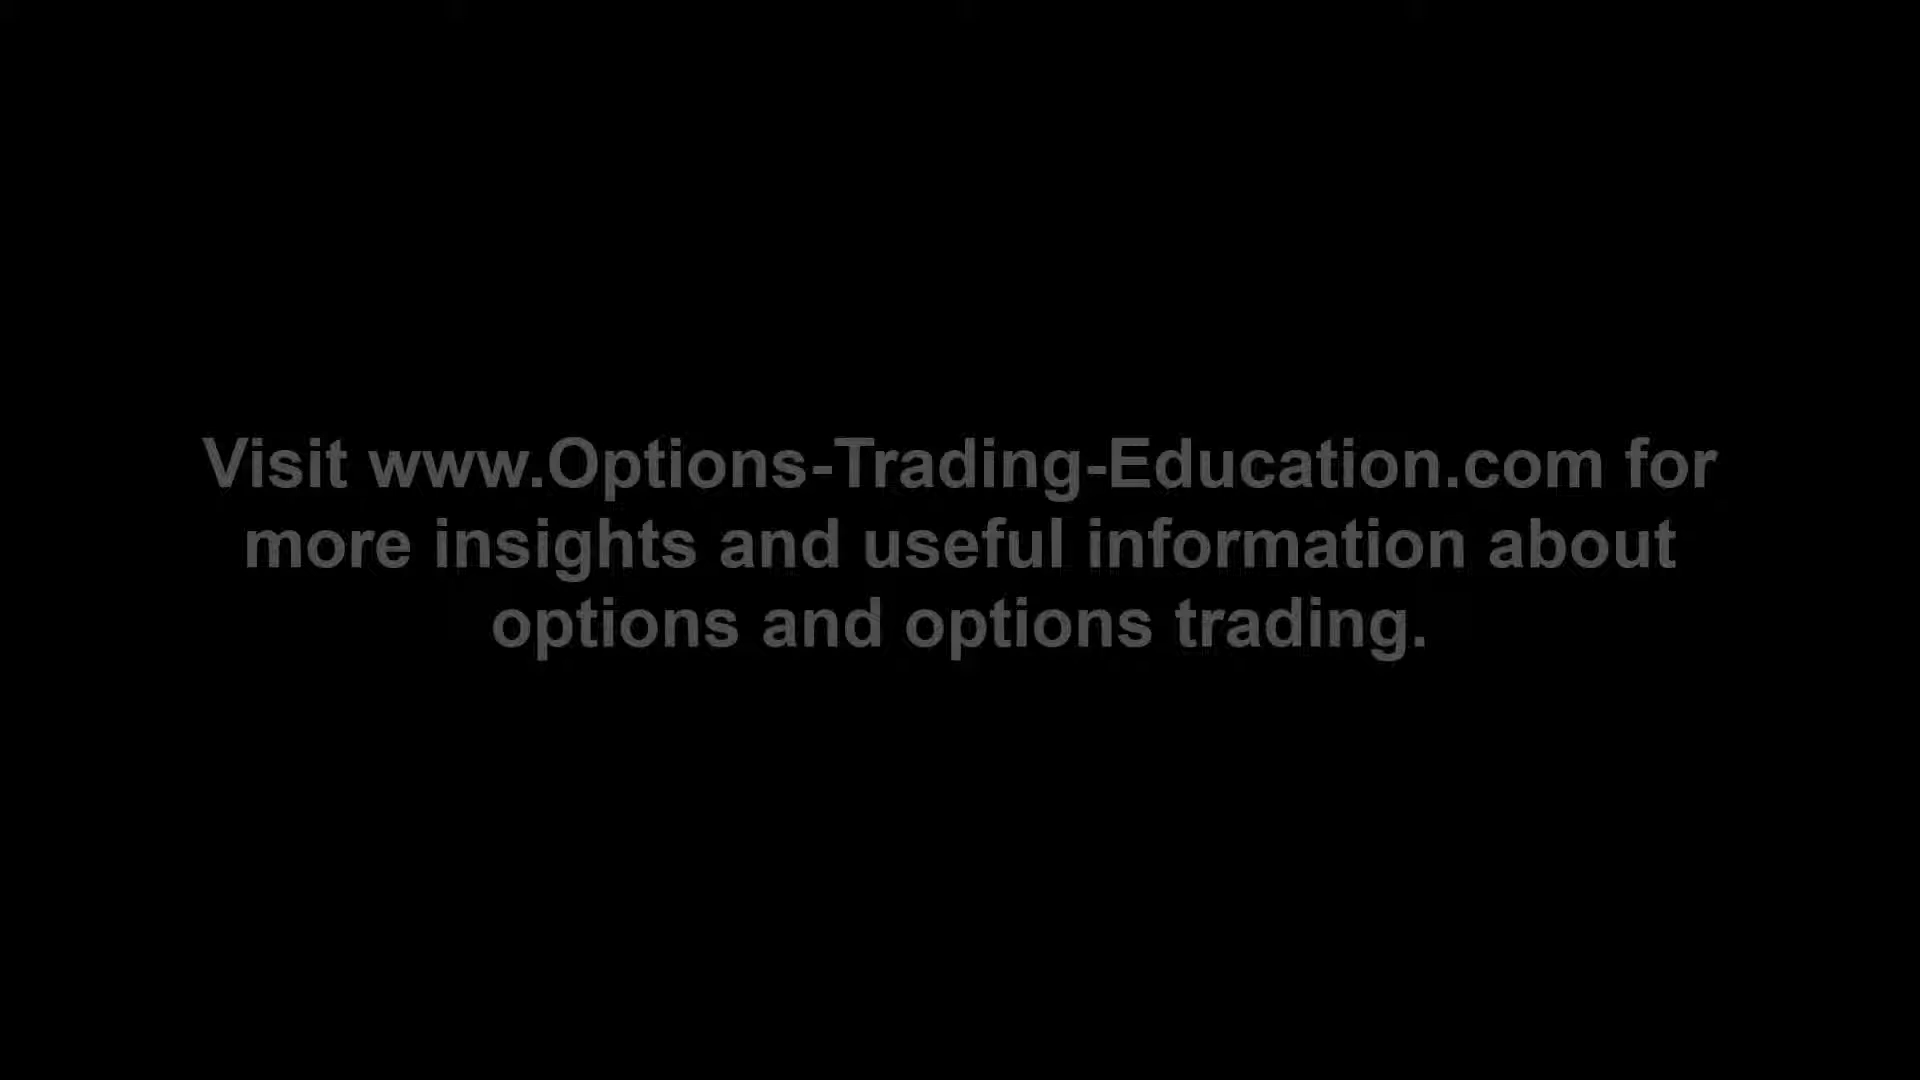 Visit www.Options-Trading-Education.com for
more insights and useful information about
options and options trading.